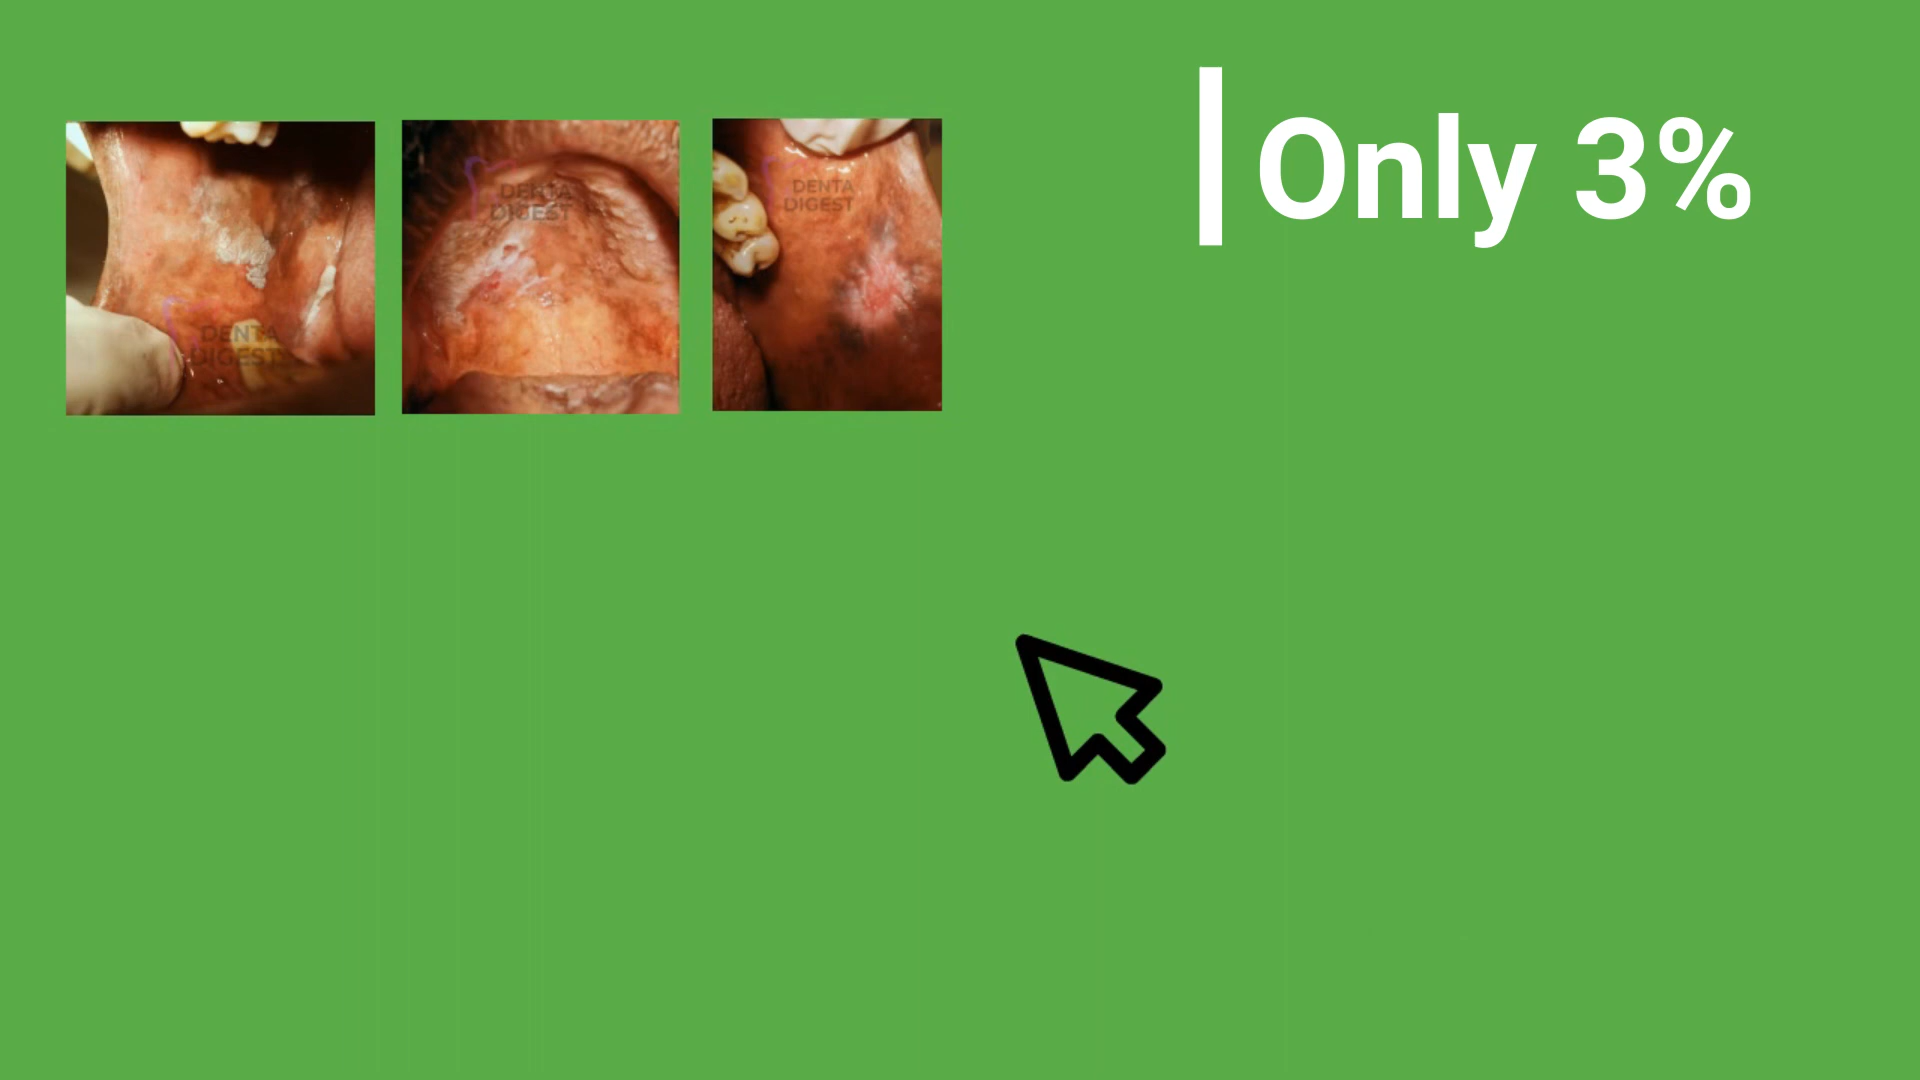 Only 3%
DENTA
DIGEST
DENTA
DIGEST
DENTA
DIGEST